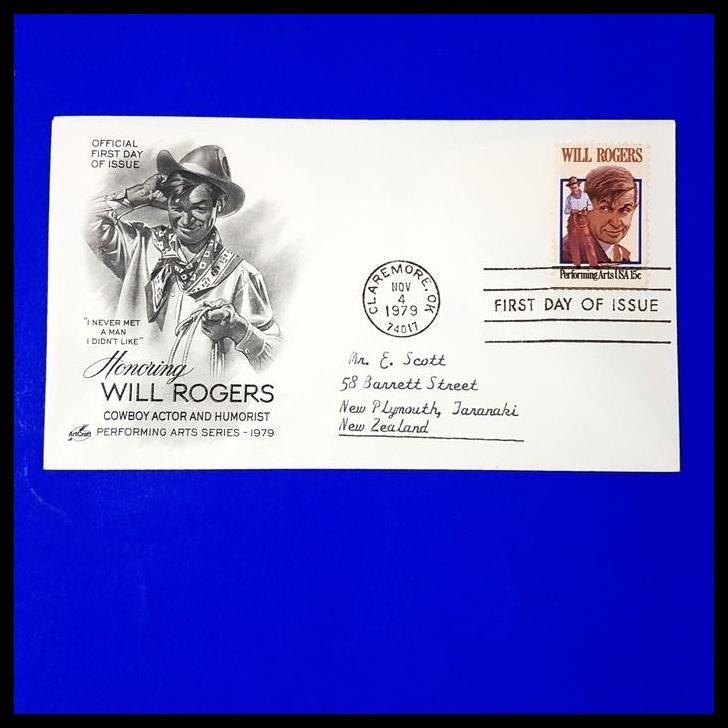 OFFICIAL
FIRST DAY
OF ISSUE
"I NEVER MET
A MAN
I DIDN'T LIKE"
Honoring
WILL ROGERS
COWBOY ACTOR AND HUMORIST
ArtCraft PERFORMING ARTS SERIES - 1979
WILL ROGERS
Performing Arts USA 15c
CLAREMORE, OK
NOV
4
1979
74017
FIRST DAY OF ISSUE
Mr. E. Scott
58 Barrett Street
New Plymouth, Taranaki
New Zealand